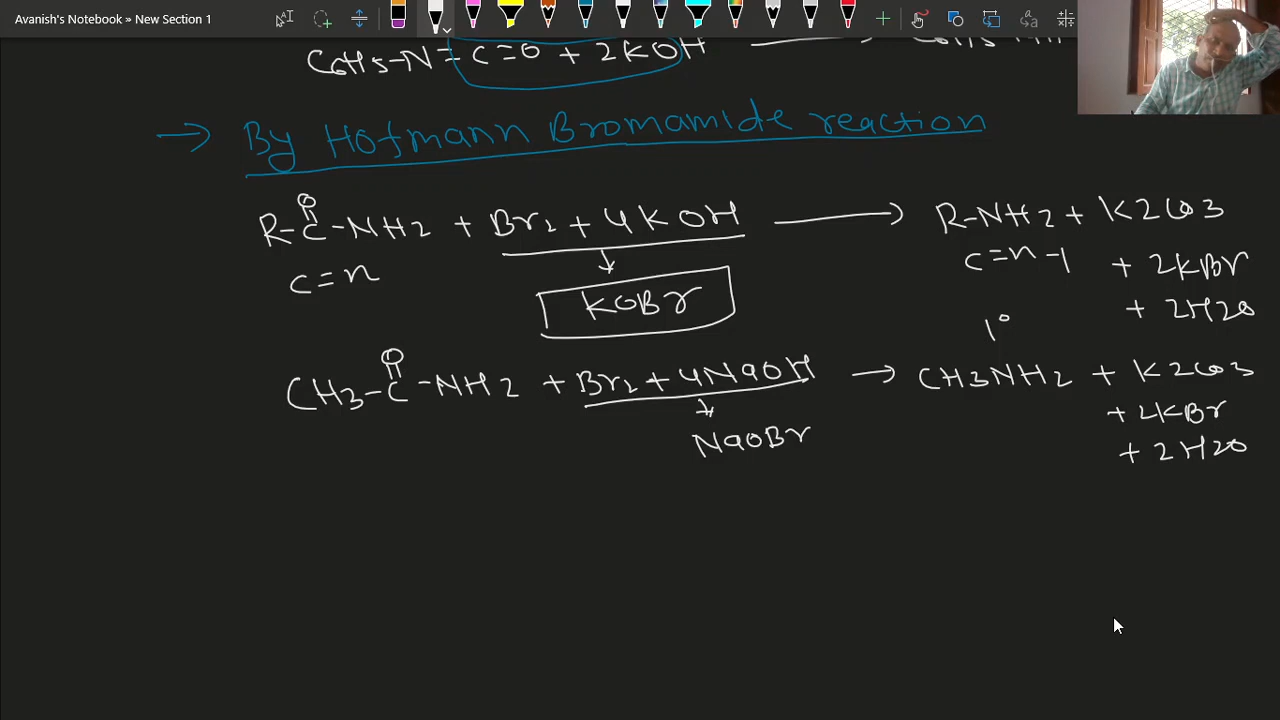 Avanish's Notebook » New Section 1
C6H5-N=C=O + 2KOH
→ By Hofmann Bromamide reaction
O
R-C-NH2 + Br2 + 4KOH → R-NH2 + K2CO3
C=n C=n-1 + 2KBr
KOBr + 2H2O
1°
O
CH3-C-NH2 + Br2 + 4NaOH → CH3NH2 + K2CO3
+ 2KBr
NaOBr + 2H2O